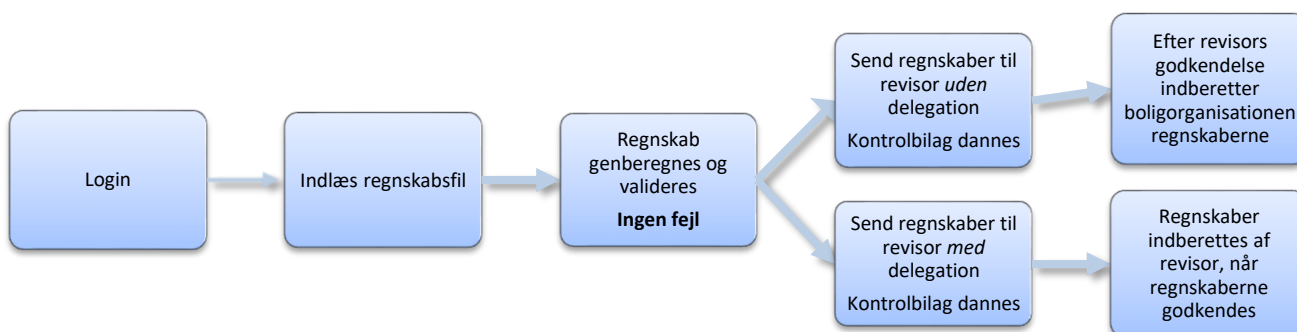 Login
Indlæs regnskabsfil
Regnskab
genberegnes og
valideres
Ingen fejl
Send regnskaber til
revisor uden
delegation
Kontrolbilag dannes
Efter revisors
godkendelse
indberetter
boligorganisationen
regnskaberne
Send regnskaber til
revisor med
delegation
Kontrolbilag dannes
Regnskaber
indberettes af
revisor, når
regnskaberne
godkendes